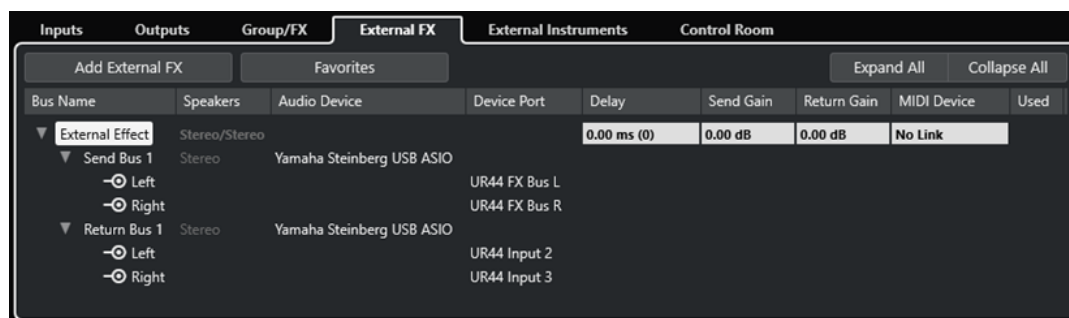 Inputs Outputs Group/FX External FX External Instruments Control Room
Add External FX Favorites Expand All Collapse All
Bus Name Speakers Audio Device Device Port Delay Send Gain Return Gain MIDI Device Used
External Effect Stereo/Stereo 0.00 ms (0) 0.00 dB 0.00 dB No Link
Send Bus 1 Stereo Yamaha Steinberg USB ASIO
Left UR44 FX Bus L
Right UR44 FX Bus R
Return Bus 1 Stereo Yamaha Steinberg USB ASIO
Left UR44 Input 2
Right UR44 Input 3